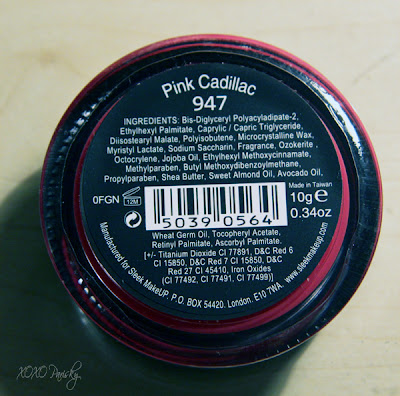 Pink Cadillac
947
INGREDIENTS: Bis-Diglyceryl Polyacyladipate-2,
Ethylhexyl Palmitate, Caprylic / Capric Triglyceride,
Diisostearyl Malate, Polyisobutene, Microcrystalline Wax,
Myristyl Lactate, Sodium Saccharin, Fragrance, Ozokerite,
Octocrylene, Jojoba Oil, Ethylhexyl Methoxycinnamate,
Methylparaben, Butyl Methoxydibenzoylmethane,
Propylparaben, Shea Butter, Sweet Almond Oil, Avocado Oil,
Made in Taiwan
0FGN 12M 10g ℮
0.34oz
5039 0564
Wheat Germ Oil, Tocopheryl Acetate,
Retinyl Palmitate, Ascorbyl Palmitate.
[+/- Titanium Dioxide CI 77891, D&C Red 6
CI 15850, D&C Red 7 CI 15850, D&C
Red 27 CI 45410, Iron Oxides
(CI 77492, CI 77491, CI 77499)]
Manufactured for Sleek MakeUP. P.O. BOX 54420, London, E10 7WA. www.sleekmakeup.com
XOXO Parisky